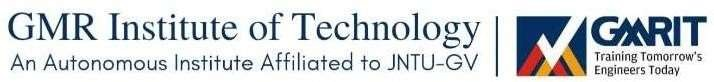 GMR Institute of Technology
An Autonomous Institute Affiliated to JNTU-GV
GMRIT
Training Tomorrow's
Engineers Today